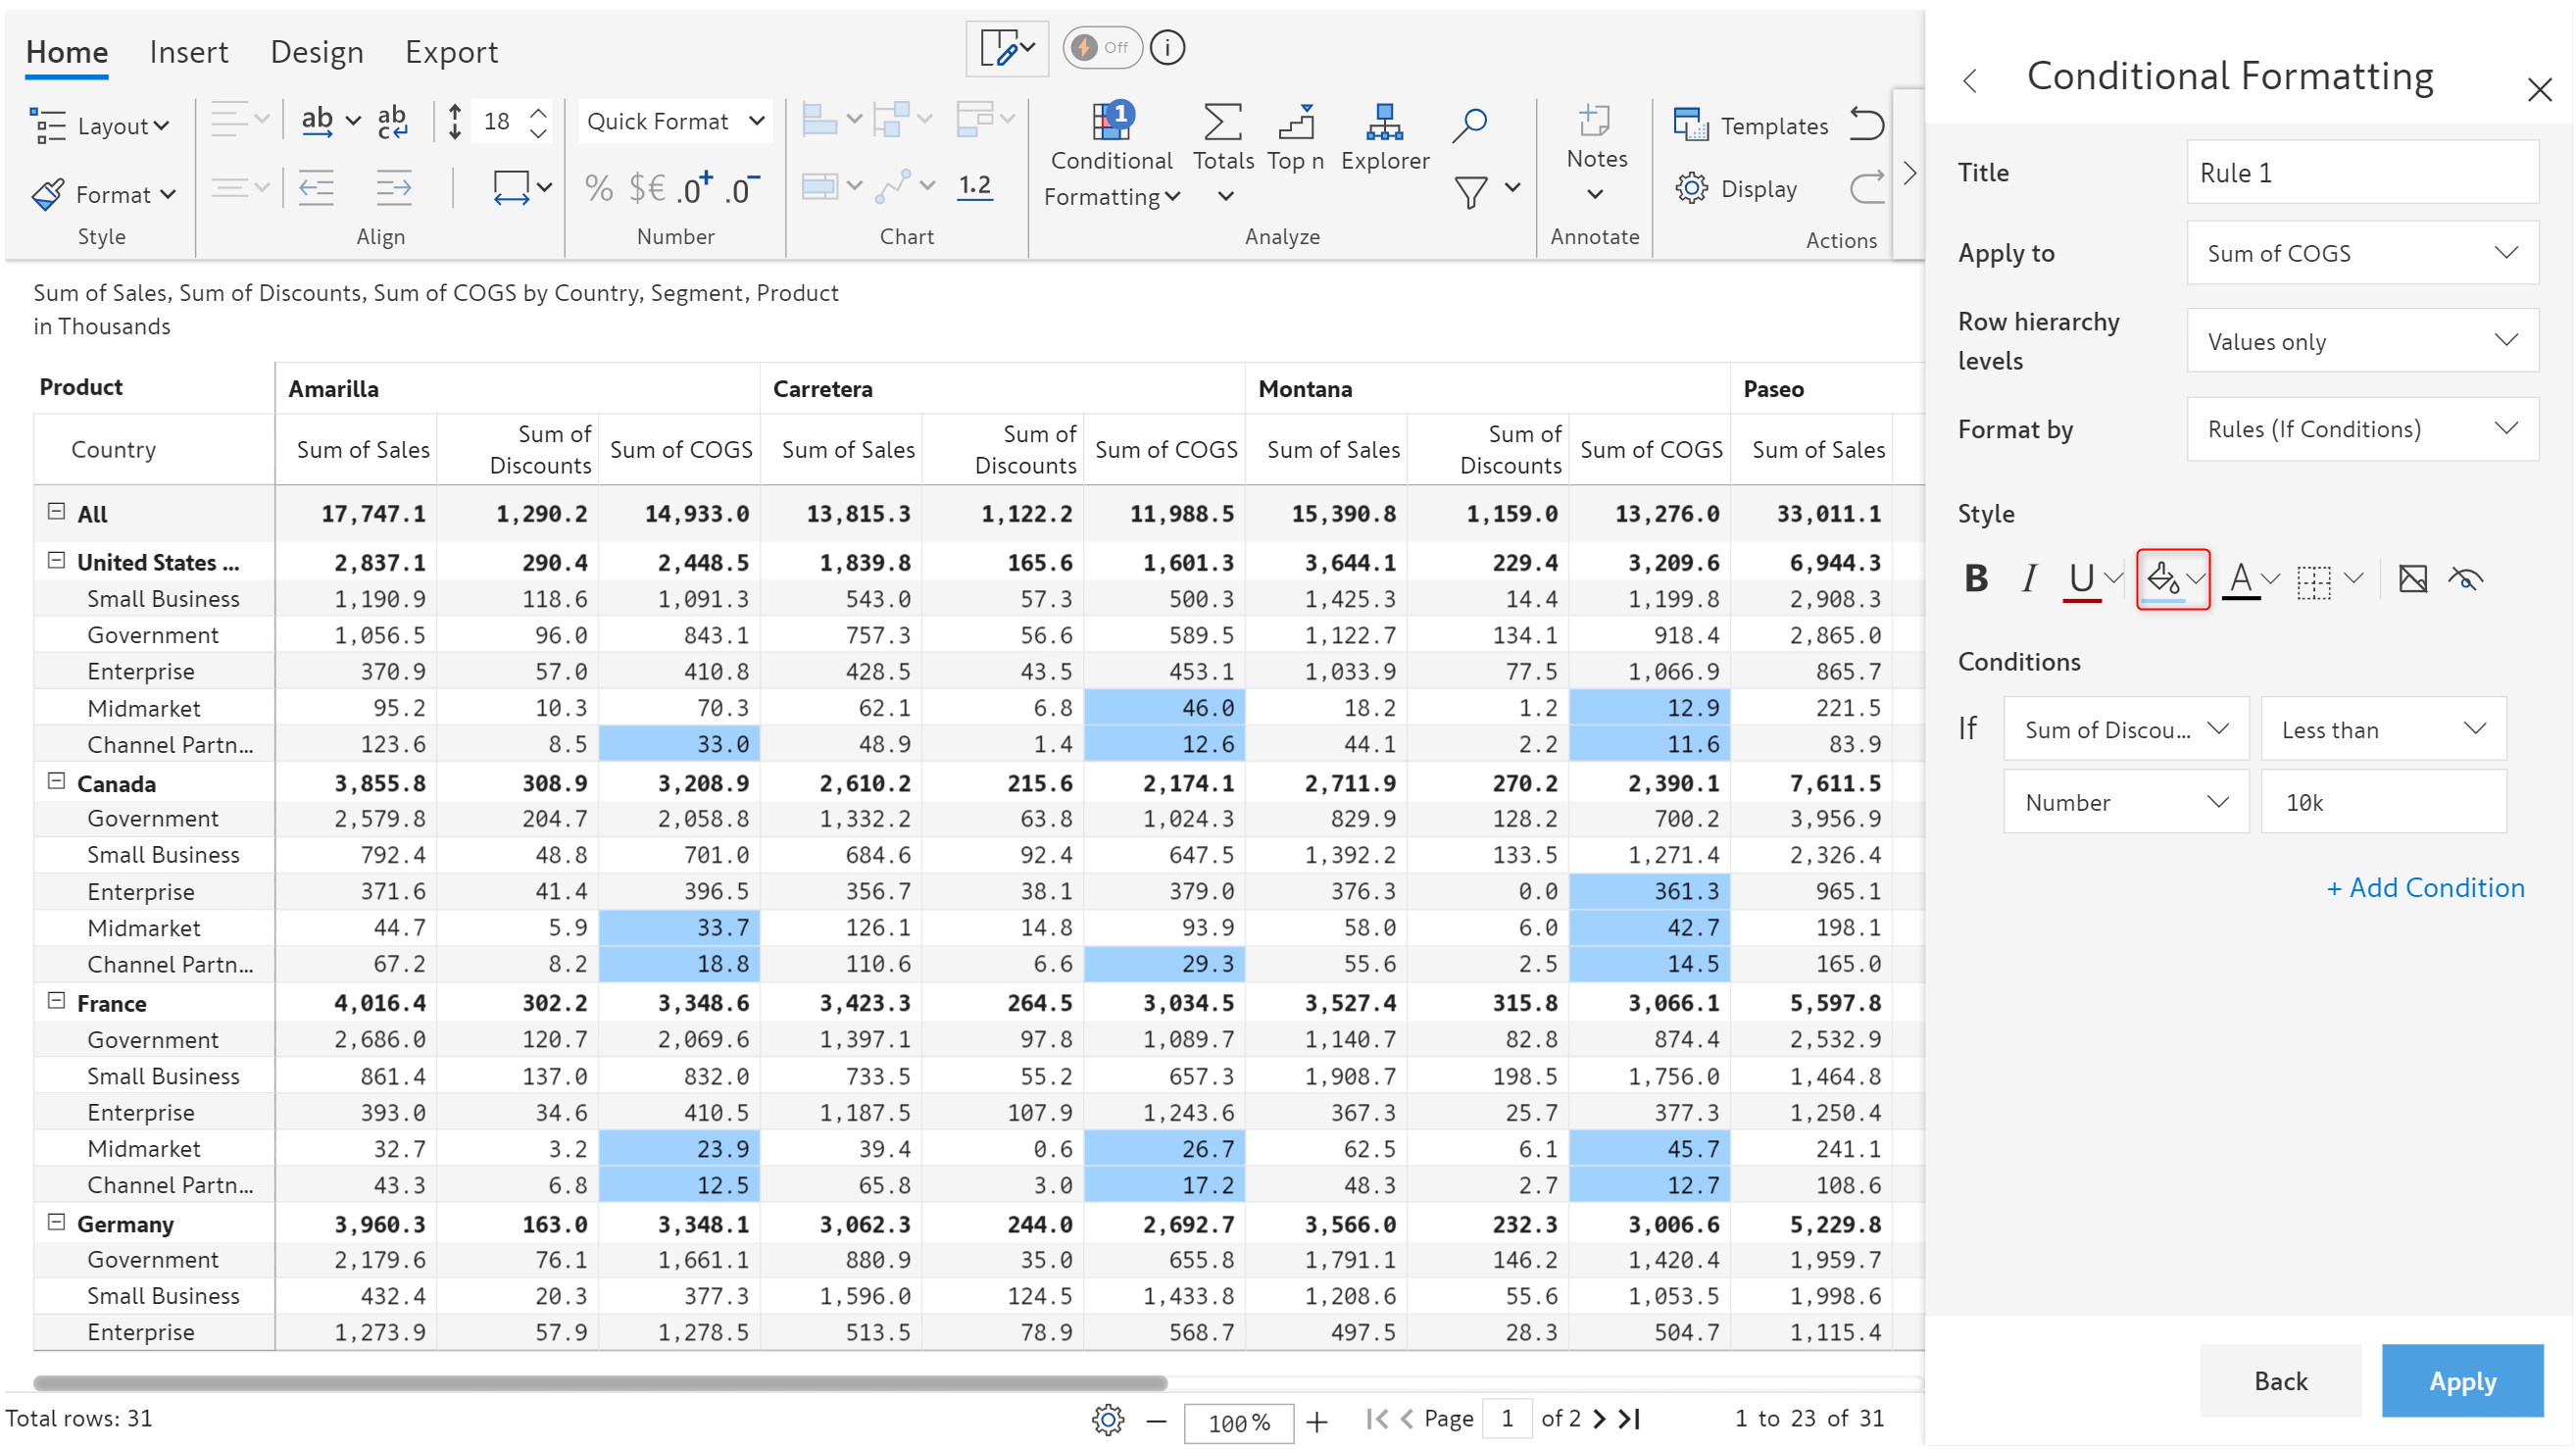 Home Insert Design Export
Off
Layout
ab
ab
c
18
Quick Format
1
Conditional
Formatting
Totals
Top n
Explorer
Notes
Templates
Format
% $€ .0+ .0-
1.2
Display
Style
Align
Number
Chart
Analyze
Annotate
Actions
Sum of Sales, Sum of Discounts, Sum of COGS by Country, Segment, Product
in Thousands
Product Amarilla Carretera Montana Paseo
Country Sum of Sales Sum of Discounts Sum of COGS Sum of Sales Sum of Discounts Sum of COGS Sum of Sales Sum of Discounts Sum of COGS Sum of Sales
All 17,747.1 1,290.2 14,933.0 13,815.3 1,122.2 11,988.5 15,390.8 1,159.0 13,276.0 33,011.1
United States ... 2,837.1 290.4 2,448.5 1,839.8 165.6 1,601.3 3,644.1 229.4 3,209.6 6,944.3
Small Business 1,190.9 118.6 1,091.3 543.0 57.3 500.3 1,425.3 14.4 1,199.8 2,908.3
Government 1,056.5 96.0 843.1 757.3 56.6 589.5 1,122.7 134.1 918.4 2,865.0
Enterprise 370.9 57.0 410.8 428.5 43.5 453.1 1,033.9 77.5 1,066.9 865.7
Midmarket 95.2 10.3 70.3 62.1 6.8 46.0 18.2 1.2 12.9 221.5
Channel Partn... 123.6 8.5 33.0 48.9 1.4 12.6 44.1 2.2 11.6 83.9
Canada 3,855.8 308.9 3,208.9 2,610.2 215.6 2,174.1 2,711.9 270.2 2,390.1 7,611.5
Government 2,579.8 204.7 2,058.8 1,332.2 63.8 1,024.3 829.9 128.2 700.2 3,956.9
Small Business 792.4 48.8 701.0 684.6 92.4 647.5 1,392.2 133.5 1,271.4 2,326.4
Enterprise 371.6 41.4 396.5 356.7 38.1 379.0 376.3 0.0 361.3 965.1
Midmarket 44.7 5.9 33.7 126.1 14.8 93.9 58.0 6.0 42.7 198.1
Channel Partn... 67.2 8.2 18.8 110.6 6.6 29.3 55.6 2.5 14.5 165.0
France 4,016.4 302.2 3,348.6 3,423.3 264.5 3,034.5 3,527.4 315.8 3,066.1 5,597.8
Government 2,686.0 120.7 2,069.6 1,397.1 97.8 1,089.7 1,140.7 82.8 874.4 2,532.9
Small Business 861.4 137.0 832.0 733.5 55.2 657.3 1,908.7 198.5 1,756.0 1,464.8
Enterprise 393.0 34.6 410.5 1,187.5 107.9 1,243.6 367.3 25.7 377.3 1,250.4
Midmarket 32.7 3.2 23.9 39.4 0.6 26.7 62.5 6.1 45.7 241.1
Channel Partn... 43.3 6.8 12.5 65.8 3.0 17.2 48.3 2.7 12.7 108.6
Germany 3,960.3 163.0 3,348.1 3,062.3 244.0 2,692.7 3,566.0 232.3 3,006.6 5,229.8
Government 2,179.6 76.1 1,661.1 880.9 35.0 655.8 1,791.1 146.2 1,420.4 1,959.7
Small Business 432.4 20.3 377.3 1,596.0 124.5 1,433.8 1,208.6 55.6 1,053.5 1,998.6
Enterprise 1,273.9 57.9 1,278.5 513.5 78.9 568.7 497.5 28.3 504.7 1,115.4
Total rows: 31
100 %
Page 1 of 2
1 to 23 of 31
Conditional Formatting
Title Rule 1
Apply to Sum of COGS
Row hierarchy
levels
Values only
Format by Rules (If Conditions)
Style
B I U A
Conditions
If Sum of Discou... Less than
Number 10k
+ Add Condition
Back Apply